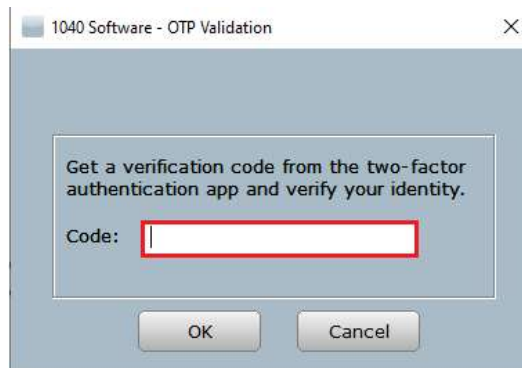 1040 Software - OTP Validation
Get a verification code from the two-factor
authentication app and verify your identity.
Code:
OK Cancel